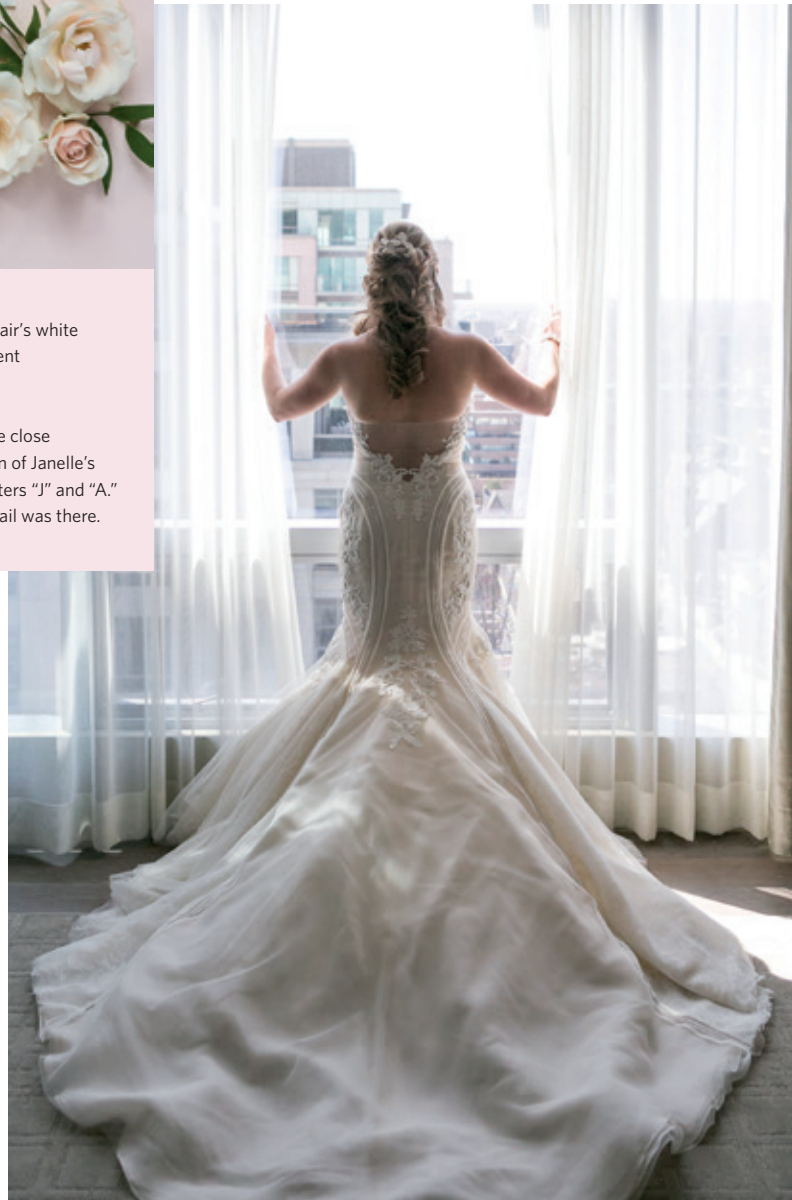 air’s white
ent
e close
n of Janelle’s
ters “J” and “A.”
ail was there.